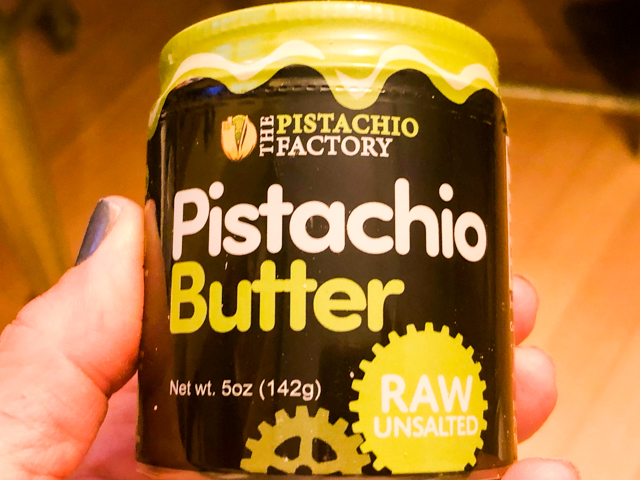 THE PISTACHIO
FACTORY
Pistachio
Butter
Net wt. 5oz (142g)
RAW
UNSALTED